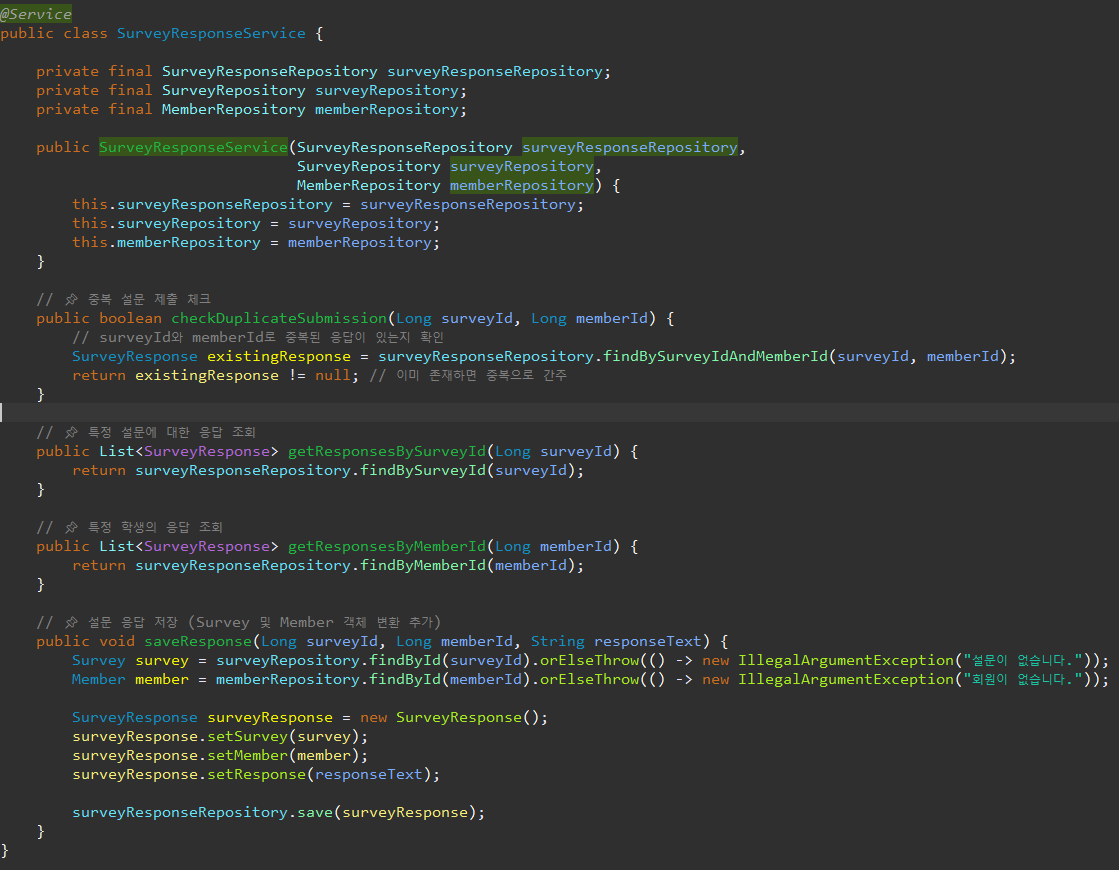 @Service
public class SurveyResponseService {
    private final SurveyResponseRepository surveyResponseRepository;
    private final SurveyRepository surveyRepository;
    private final MemberRepository memberRepository;
    public SurveyResponseService(SurveyResponseRepository surveyResponseRepository,
                                 SurveyRepository surveyRepository,
                                 MemberRepository memberRepository) {
        this.surveyResponseRepository = surveyResponseRepository;
        this.surveyRepository = surveyRepository;
        this.memberRepository = memberRepository;
    }
    // 📌 중복 설문 제출 체크
    public boolean checkDuplicateSubmission(Long surveyId, Long memberId) {
        // surveyId와 memberId로 중복된 응답이 있는지 확인
        SurveyResponse existingResponse = surveyResponseRepository.findBySurveyIdAndMemberId(surveyId, memberId);
        return existingResponse != null; // 이미 존재하면 중복으로 간주
    }
    // 📌 특정 설문에 대한 응답 조회
    public List<SurveyResponse> getResponsesBySurveyId(Long surveyId) {
        return surveyResponseRepository.findBySurveyId(surveyId);
    }
    // 📌 특정 학생의 응답 조회
    public List<SurveyResponse> getResponsesByMemberId(Long memberId) {
        return surveyResponseRepository.findByMemberId(memberId);
    }
    // 📌 설문 응답 저장 (Survey 및 Member 객체 변환 추가)
    public void saveResponse(Long surveyId, Long memberId, String responseText) {
        Survey survey = surveyRepository.findById(surveyId).orElseThrow(() -> new IllegalArgumentException("설문이 없습니다."));
        Member member = memberRepository.findById(memberId).orElseThrow(() -> new IllegalArgumentException("회원이 없습니다."));
        SurveyResponse surveyResponse = new SurveyResponse();
        surveyResponse.setSurvey(survey);
        surveyResponse.setMember(member);
        surveyResponse.setResponse(responseText);
        surveyResponseRepository.save(surveyResponse);
    }
}